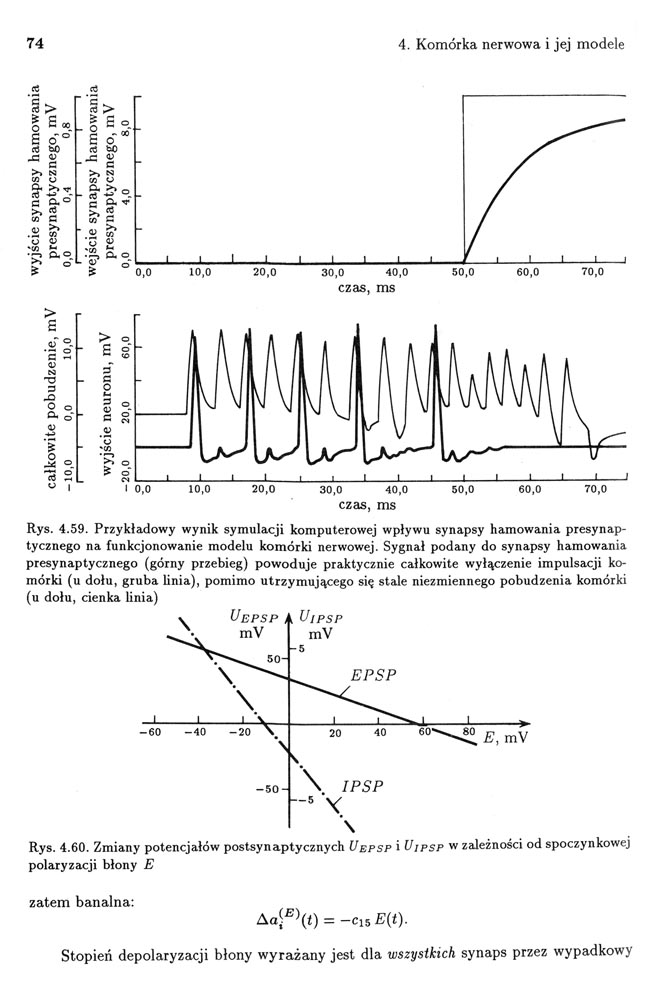 74
4. Komórka nerwowa i jej modele
wyjście synapsy hamowania
presynaptycznego, mV
0,0 0,4 0,8
wejście synapsy hamowania
presynaptycznego, mV
0,0 4,0 8,0
0,0 10,0 20,0 30,0 40,0 50,0 60,0 70,0
czas, ms
całkowite pobudzenie, mV
-10,0 0,0 10,0
wyjście neuronu, mV
-20,0 20,0 60,0
0,0 10,0 20,0 30,0 40,0 50,0 60,0 70,0
czas, ms
Rys. 4.59. Przykładowy wynik symulacji komputerowej wpływu synapsy hamowania presynap-
tycznego na funkcjonowanie modelu komórki nerwowej. Sygnał podany do synapsy hamowania
presynaptycznego (górny przebieg) powoduje praktycznie całkowite wyłączenie impulsacji ko-
mórki (u dołu, gruba linia), pomimo utrzymującego się stale niezmiennego pobudzenia komórki
(u dołu, cienka linia)
U_EPSP U_IPSP
mV mV
5
50
EPSP
-60 -40 -20 20 40 60 80 E, mV
-50
-5
IPSP
Rys. 4.60. Zmiany potencjałów postsynaptycznych U_EPSP i U_IPSP w zależności od spoczynkowej
polaryzacji błony E
zatem banalna:
Δa_i^(E)(t) = −c_15 E(t).
Stopień depolaryzacji błony wyrażany jest dla wszystkich synaps przez wypadkowy